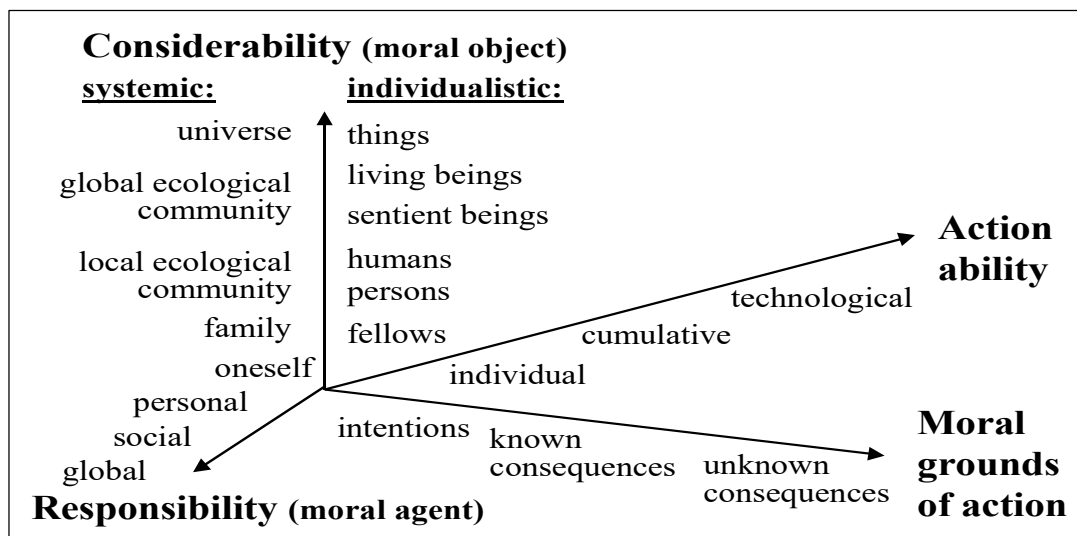 Considerability (moral object)
systemic:
universe
global ecological
community
local ecological
community
family
oneself
individualistic:
things
living beings
sentient beings
humans
persons
fellows
Action
ability
technological
cumulative
individual
personal
social
global
Responsibility (moral agent)
intentions
known
consequences
unknown
consequences
Moral
grounds
of action